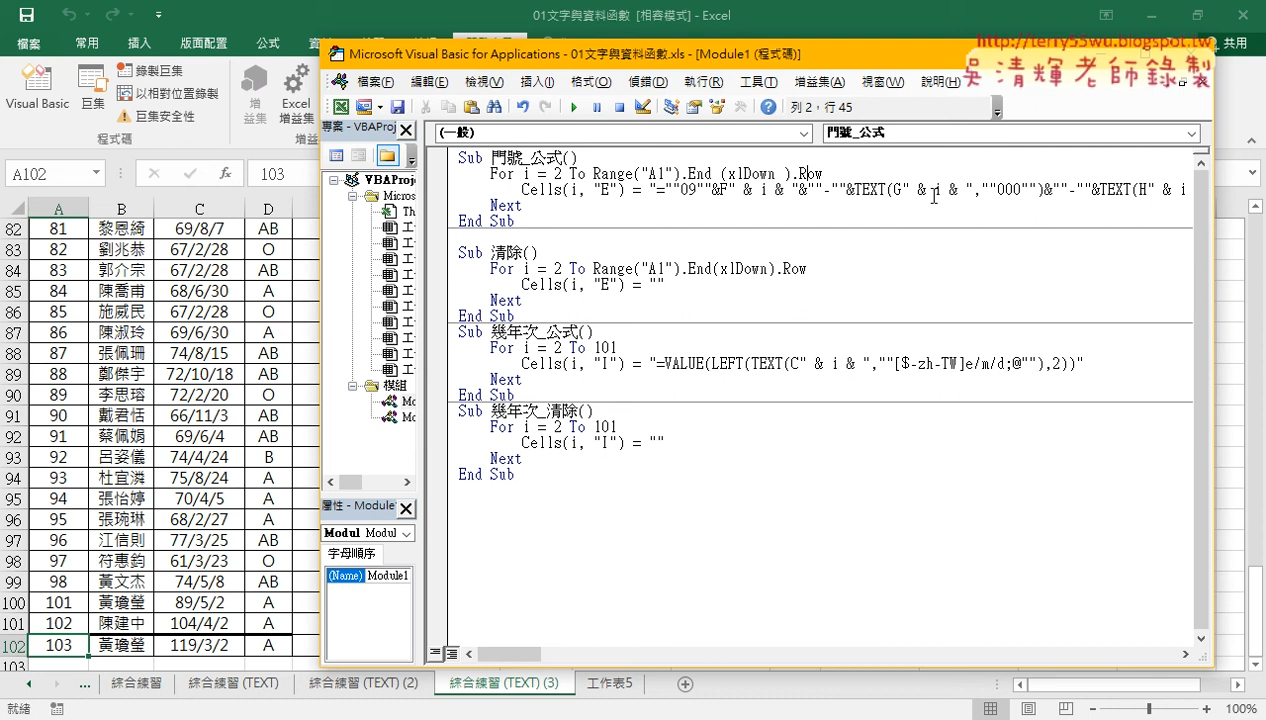 01文字與資料函數 [相容模式] - Excel
http://terry55wu.blogspot.tw
吳清輝老師錄製
檔案 常用 插入 版面配置 公式 共用
Visual Basic
巨集
錄製巨集
以相對位置錄製
巨集安全性
程式碼
增益集
Excel 增益集
A102 103
Microsoft Visual Basic for Applications - 01文字與資料函數.xls - [Module1 (程式碼)]
檔案(F) 編輯(E) 檢視(V) 插入(I) 格式(O) 偵錯(D) 執行(R) 工具(T) 增益集(A) 視窗(W) 說明(H)
列 2，行 45
專案 - VBAProj
VBAProje
Micros
Th
工
工
工
工
工
工
工
工
模組
Mo
Mo
屬性 - Module
Modul Modul
字母順序
(Name) Module1
(一般) 門號_公式
Sub 門號_公式()
For i = 2 To Range("A1").End (xlDown ).Row
Cells(i, "E") = "=""09""&F" & i & "&""-""&TEXT(G" & i & ",""000"")&""-""&TEXT(H" & i
Next
End Sub
Sub 清除()
For i = 2 To Range("A1").End(xlDown).Row
Cells(i, "E") = ""
Next
End Sub
Sub 幾年次_公式()
For i = 2 To 101
Cells(i, "I") = "=VALUE(LEFT(TEXT(C" & i & ",""[$-zh-TW]e/m/d;@""),2))"
Next
End Sub
Sub 幾年次_清除()
For i = 2 To 101
Cells(i, "I") = ""
Next
End Sub
A B C D
82 81 黎恩綺 69/8/7 AB
83 82 劉兆恭 67/2/28 O
84 83 郭介宗 67/2/28 AB
85 84 陳喬甫 68/6/30 A
86 85 施威民 67/2/28 O
87 86 陳淑玲 69/6/30 A
88 87 張佩珊 74/8/15 AB
89 88 鄭傑宇 72/10/18 AB
90 89 李思瑢 72/2/20 O
91 90 戴君恬 66/11/3 AB
92 91 蔡佩娟 69/6/4 AB
93 92 呂姿儀 74/4/24 B
94 93 杜宜潾 75/8/24 A
95 94 張怡婷 70/4/5 A
96 95 張琬琳 68/2/27 A
97 96 江信則 77/3/25 AB
98 97 符惠鈞 61/3/23 O
99 98 黃文杰 74/5/8 AB
100 101 黃瓊瑩 89/5/2 A
101 102 陳建中 104/4/2 A
102 103 黃瓊瑩 119/3/2 A
103
... 綜合練習 綜合練習 (TEXT) 綜合練習 (TEXT) (2) 綜合練習 (TEXT) (3) 工作表5
就緒 100%